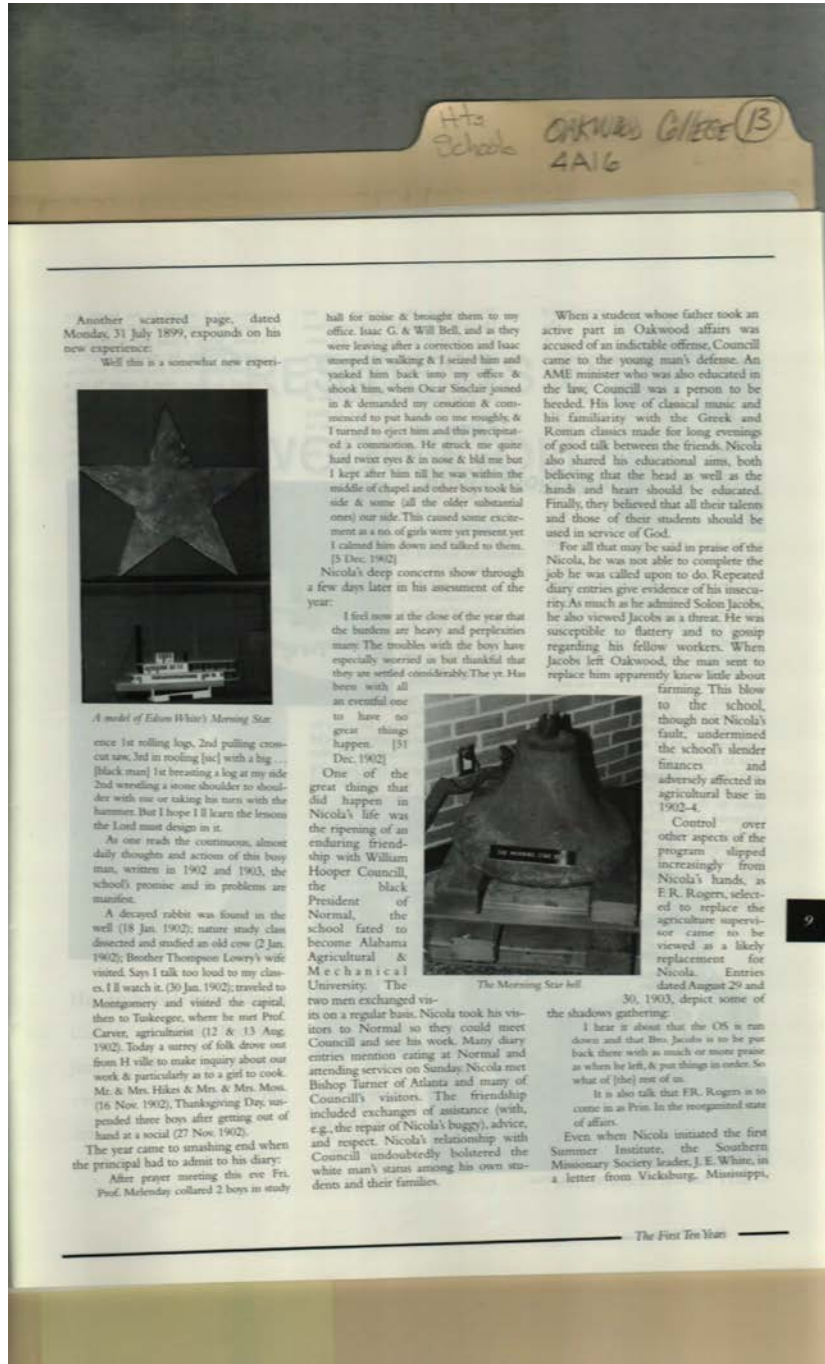 Hts
Schools
OAKWOOD COllEGE 13
4A16
Another scattered page, dated
Monday, 31 July 1899, expounds on his
new experience:
Well this is a somewhat new experi-
A model of Edson White's Morning Star.
ence 1st rolling logs, 2nd pulling cross-
cut saw, 3rd in rooling [sic] with a big …
[black man] 1st breasting a log at my side
2nd wrestling a stone shoulder to shoul-
der with me or taking his turn with the
hammer. But I hope I ll learn the lessons
the Lord must design in it.
As one reads the continuous, almost
daily thoughts and actions of this busy
man, written in 1902 and 1903, the
school's promise and its problems are
manifest.
A decayed rabbit was found in the
well (18 Jan. 1902); nature study class
dissected and studied an old cow (2 Jan.
1902); Brother Thompson Lowry's wife
visited. Says I talk too loud to my class-
es. I ll watch it. (30 Jan. 1902); traveled to
Montgomery and visited the capital,
then to Tuskeegee, where he met Prof.
Carver, agriculturist (12 & 13 Aug.
1902). Today a surrey of folk drove out
from H ville to make inquiry about our
work & particularly as to a girl to cook.
Mr. & Mrs. Hikes & Mrs. & Mrs. Moss.
(16 Nov. 1902), Thanksgiving Day, sus-
pended three boys after getting out of
hand at a social (27 Nov. 1902).
The year came to smashing end when
the principal had to admit to his diary:
After prayer meeting this eve Fri.
Prof. Melenday collared 2 boys in study
hall for noise & brought them to my
office. Isaac G. & Will Bell, and as they
were leaving after a correction and Isaac
stomped in walking & I seized him and
yanked him back into my office &
shook him, when Oscar Sinclair joined
in & demanded my cessation & com-
menced to put hands on me roughly, &
I turned to eject him and this precipitat-
ed a commotion. He struck me quite
hard twixt eyes & in nose & bld me but
I kept after him till he was within the
middle of chapel and other boys took his
side & some (all the older substantial
ones) our side. This caused some excite-
ment as a no. of girls were yet present yet
I calmed him down and talked to them.
[5 Dec. 1902]
Nicola's deep concerns show through
a few days later in his assessment of the
year:
I feel now at the close of the year that
the burdens are heavy and perplexities
many. The troubles with the boys have
especially worried us but thankful that
they are settled considerably. The yr. Has
been with all
an eventful one
to have no
great things
happen. [31
Dec. 1902]
One of the
great things that
did happen in
Nicola's life was
the ripening of an
enduring friend-
ship with William
Hooper Councill,
the black
President of
Normal, the
school fated to
become Alabama
Agricultural &
Mechanical
University. The
two men exchanged vis-
its on a regular basis. Nicola took his vis-
itors to Normal so they could meet
Councill and see his work. Many diary
entries mention eating at Normal and
attending services on Sunday. Nicola met
Bishop Turner of Atlanta and many of
Councill's visitors. The friendship
included exchanges of assistance (with,
e.g., the repair of Nicola's buggy), advice,
and respect. Nicola's relationship with
Councill undoubtedly bolstered the
white man's status among his own stu-
dents and their families.
THE MORNING STAR
The Morning Star bell.
When a student whose father took an
active part in Oakwood affairs was
accused of an indictable offense, Councill
came to the young man's defense. An
AME minister who was also educated in
the law, Councill was a person to be
heeded. His love of classical music and
his familiarity with the Greek and
Roman classics made for long evenings
of good talk between the friends. Nicola
also shared his educational aims, both
believing that the head as well as the
hands and heart should be educated.
Finally, they believed that all their talents
and those of their students should be
used in service of God.
For all that may be said in praise of the
Nicola, he was not able to complete the
job he was called upon to do. Repeated
diary entries give evidence of his insecu-
rity. As much as he admired Solon Jacobs,
he also viewed Jacobs as a threat. He was
susceptible to flattery and to gossip
regarding his fellow workers. When
Jacobs left Oakwood, the man sent to
replace him apparently knew little about
farming. This blow
to the school,
though not Nicola's
fault, undermined
the school's slender
finances and
adversely affected its
agricultural base in
1902-4.
Control over
other aspects of the
program slipped
increasingly from
Nicola's hands, as
F. R. Rogers, select-
ed to replace the
agriculture supervi-
sor came to be
viewed as a likely
replacement for
Nicola. Entries
dated August 29 and
30, 1903, depict some of
the shadows gathering:
I hear it about that the OS is run
down and that Bro. Jacobs is to be put
back there with as much or more praise
as when he left, & put things in order. So
what of [the] rest of us.
It is also talk that F.R. Rogers is to
come in as Prin. In the reorganized state
of affairs.
Even when Nicola initiated the first
Summer Institute, the Southern
Missionary Society leader, J. E. White, in
a letter from Vicksburg, Mississippi,
9
The First Ten Years